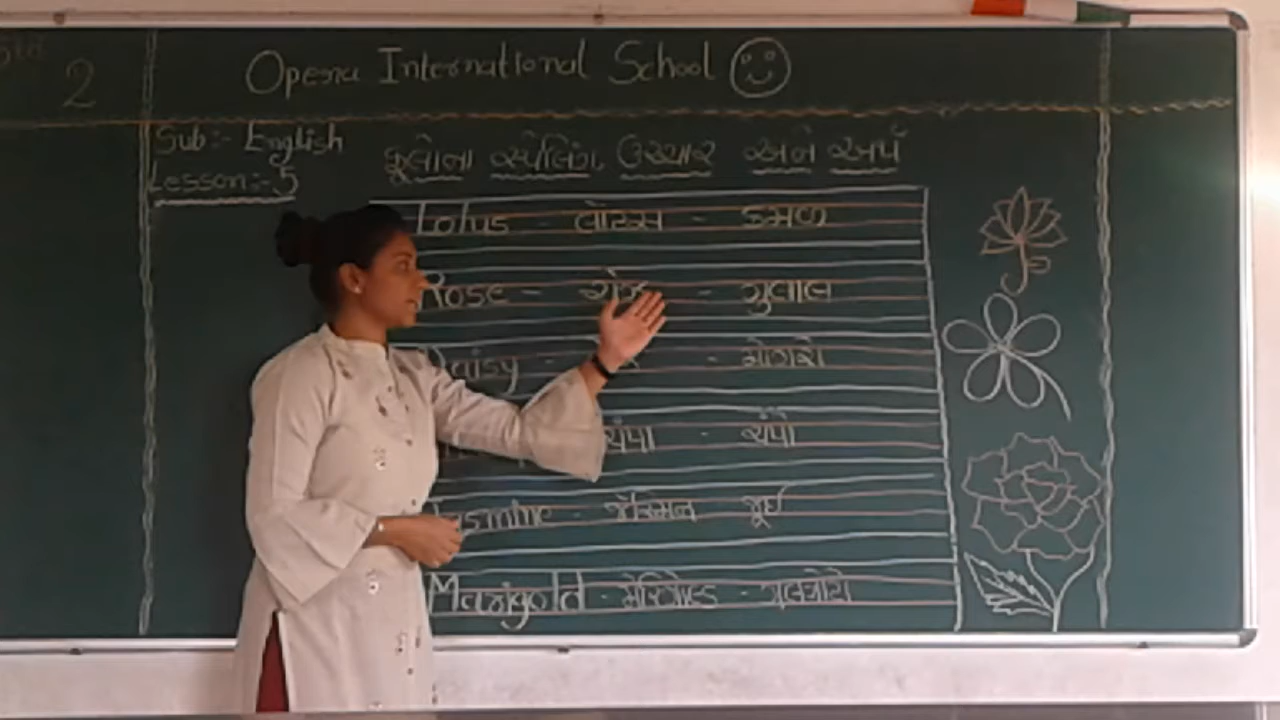 2
Opera International School
Sub:- English
Lesson:- 5
ફૂલોના સ્પેલિંગ, ઉચ્ચાર અને અર્થ
Lotus - લોટસ - કમળ
Rose - રોઝ - ગુલાબ
Daisy - - મોગરો
ચંપા - ચંપો
Jasmine - જેસ્મિન જૂઈ
Marigold - મેરિગોલ્ડ - ગલગોટો